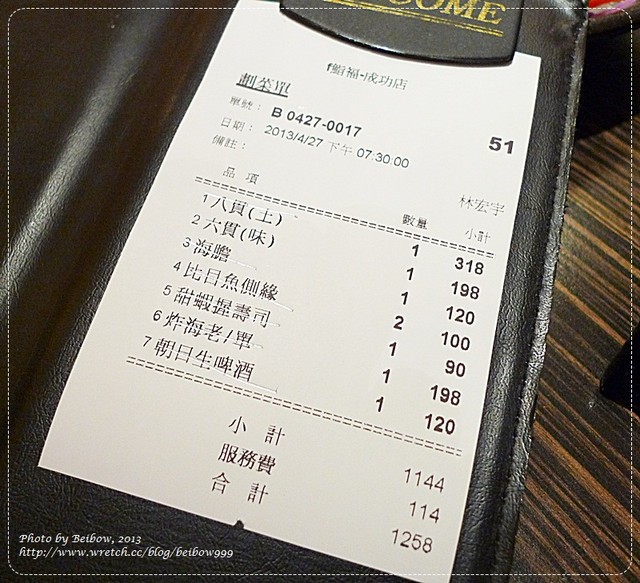 COME
鮨福-成功店
劃菜單
單號： B 0427-0017
51
日期： 2013/4/27 下午 07:30:00
備註：
林宏宇
品 項 數量 小計
1 八貫(土) 1 318
2 六貫(味) 1 198
3 海膽 1 120
4 比目魚側緣 2 100
5 甜蝦握壽司 1 90
6 炸海老/單 1 198
7 朝日生啤酒 1 120
小 計 1144
服務費 114
合 計 1258
Photo by Beibow, 2013
http://www.wretch.cc/blog/beibow999